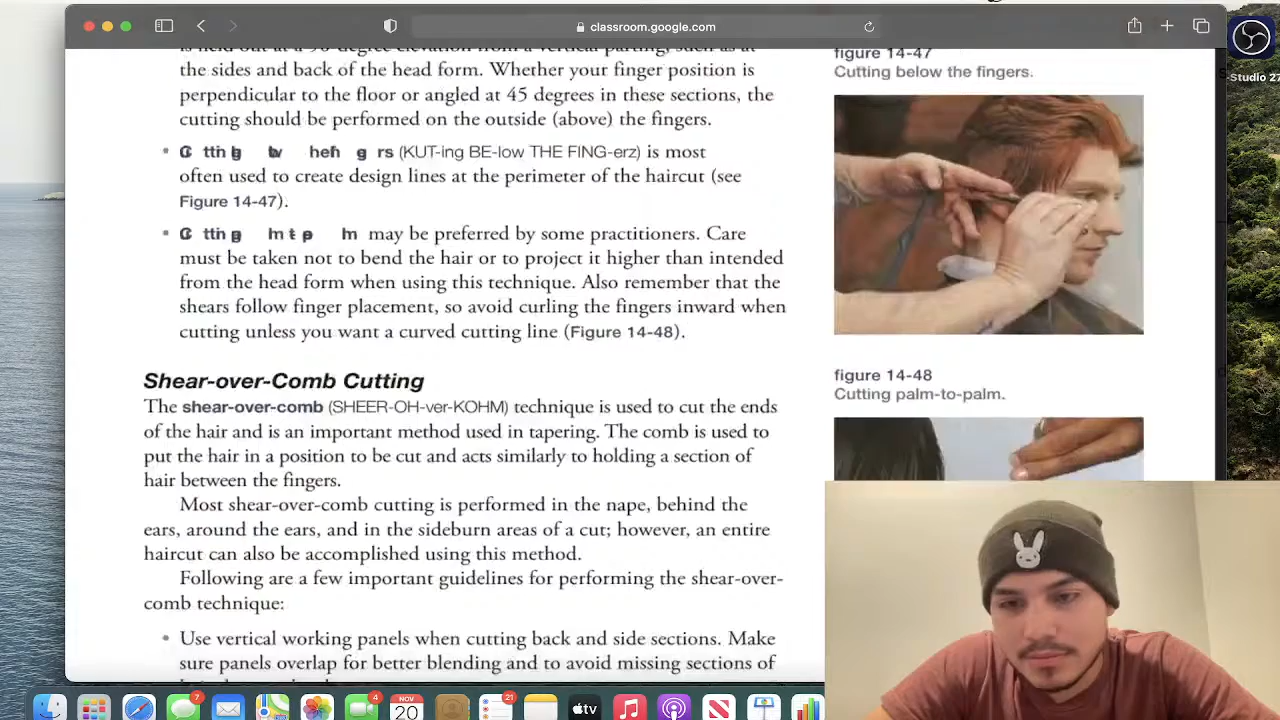 classroom.google.com
the sides and back of the head form. Whether your finger position is
perpendicular to the floor or angled at 45 degrees in these sections, the
cutting should be performed on the outside (above) the fingers.
(KUT-ing BE-low THE FING-erz) is most
often used to create design lines at the perimeter of the haircut (see
Figure 14-47).
may be preferred by some practitioners. Care
must be taken not to bend the hair or to project it higher than intended
from the head form when using this technique. Also remember that the
shears follow finger placement, so avoid curling the fingers inward when
cutting unless you want a curved cutting line (Figure 14-48).
Shear-over-Comb Cutting
The shear-over-comb (SHEER-OH-ver-KOHM) technique is used to cut the ends
of the hair and is an important method used in tapering. The comb is used to
put the hair in a position to be cut and acts similarly to holding a section of
hair between the fingers.
Most shear-over-comb cutting is performed in the nape, behind the
ears, around the ears, and in the sideburn areas of a cut; however, an entire
haircut can also be accomplished using this method.
Following are a few important guidelines for performing the shear-over-
comb technique:
• Use vertical working panels when cutting back and side sections. Make
sure panels overlap for better blending and to avoid missing sections of
figure 14-47
Cutting below the fingers.
figure 14-48
Cutting palm-to-palm.
Studio 27
7
4
NOV
20
21
tv